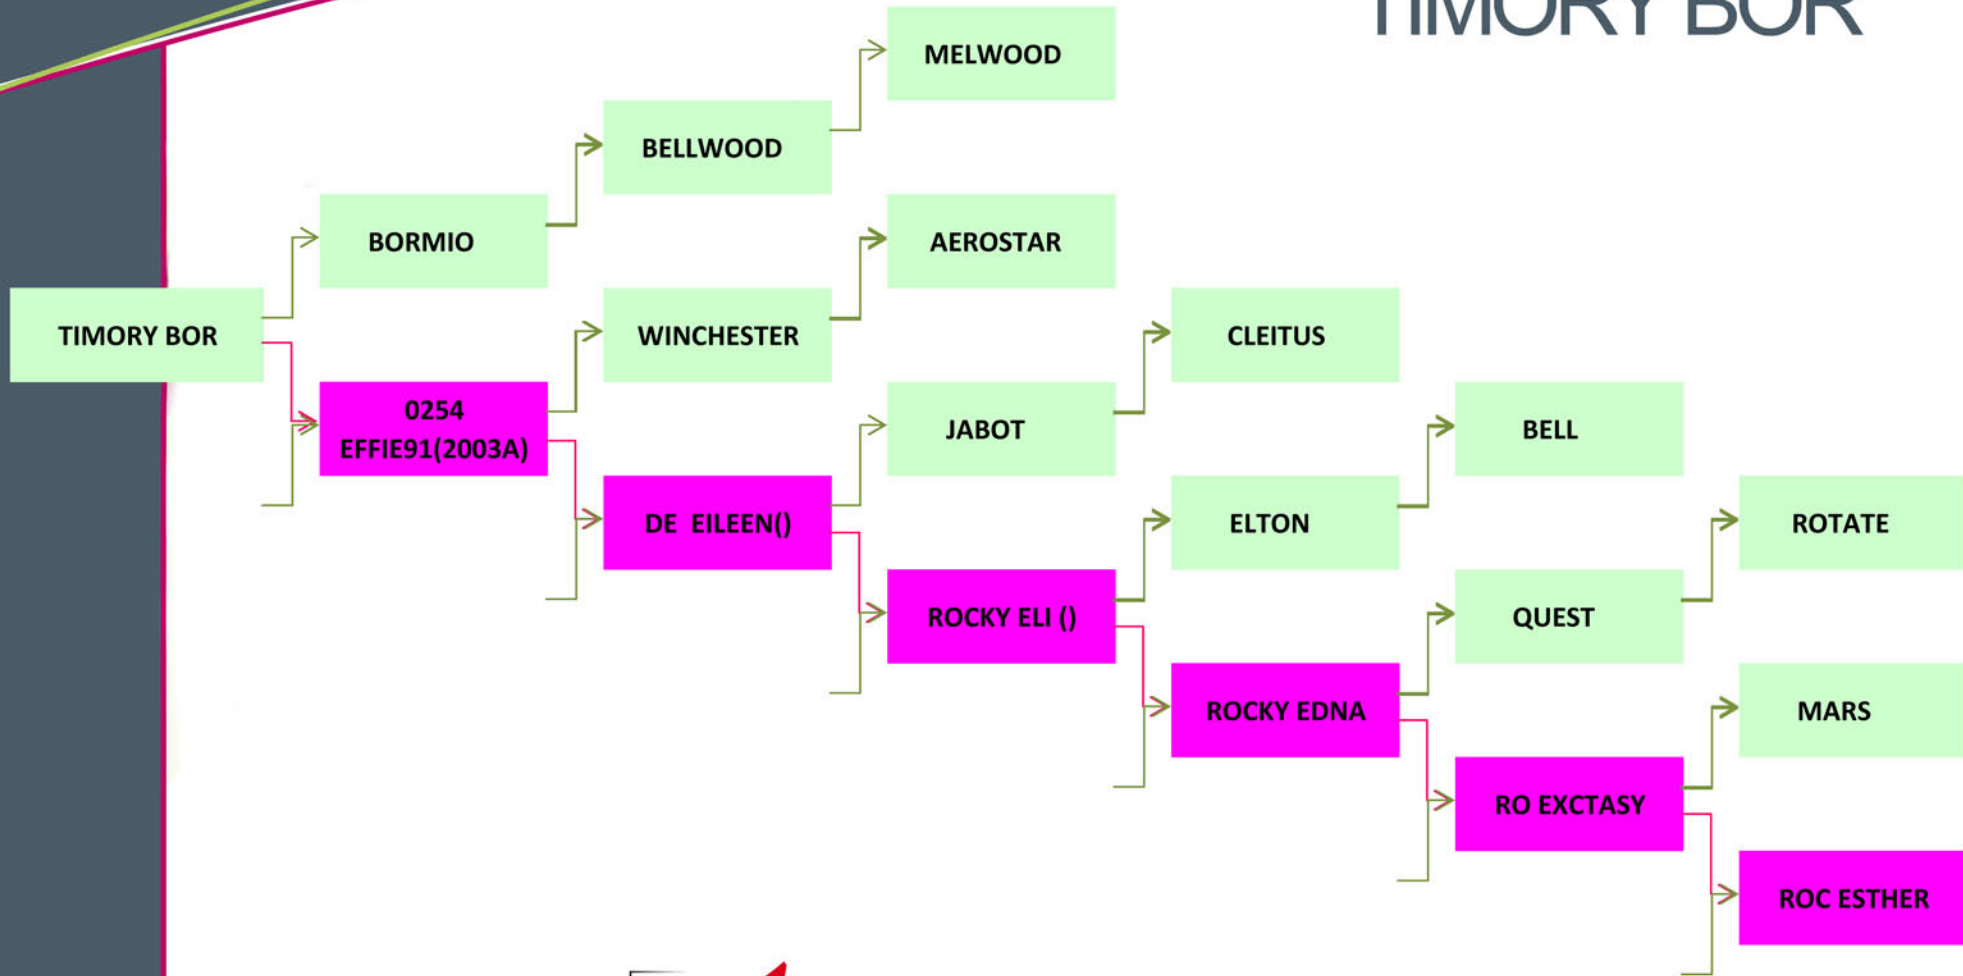 TIMORY BOR
MELWOOD
BELLWOOD
BORMIO
AEROSTAR
TIMORY BOR
WINCHESTER
CLEITUS
0254
EFFIE91(2003A)
JABOT
BELL
DE  EILEEN()
ELTON
ROTATE
ROCKY ELI ()
QUEST
ROCKY EDNA
MARS
RO EXCTASY
ROC ESTHER